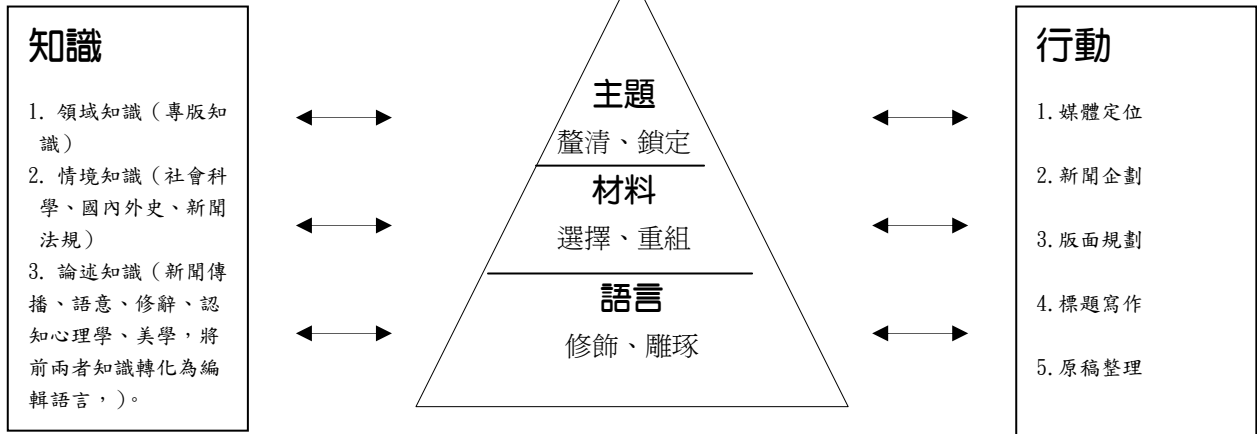 知識
1. 領域知識（專版知
識）
2. 情境知識（社會科
學、國內外史、新聞
法規）
3. 論述知識（新聞傳
播、語意、修辭、認
知心理學、美學，將
前兩者知識轉化為編
輯語言，）。
主題
釐清、鎖定
材料
選擇、重組
語言
修飾、雕琢
行動
1.媒體定位
2.新聞企劃
3.版面規劃
4.標題寫作
5.原稿整理